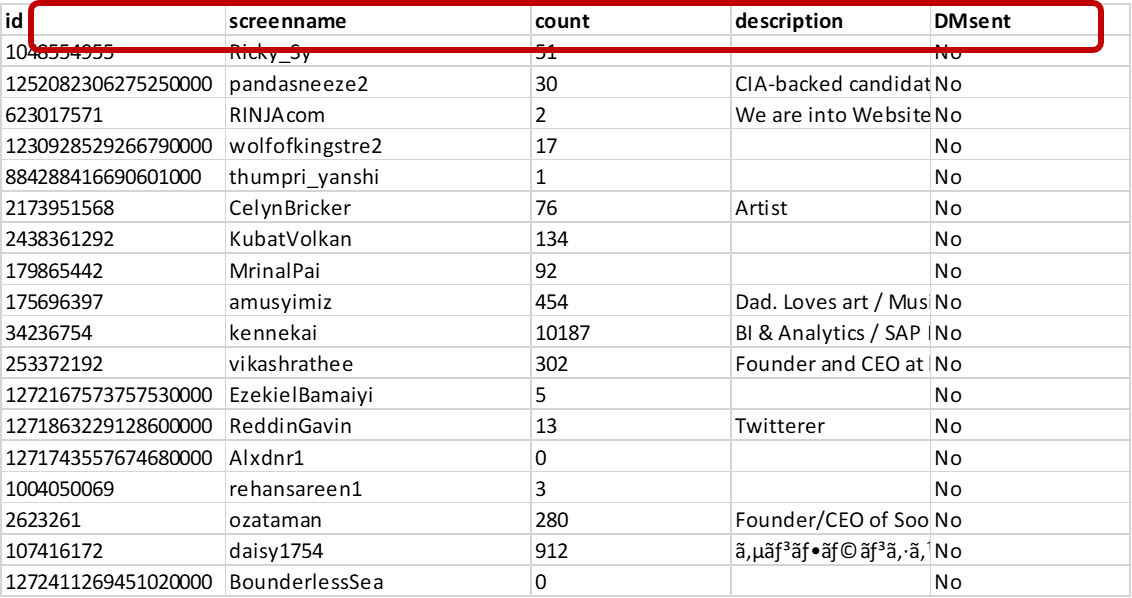 id screenname count description DMsent
1048554955 Ricky_Sy 51 No
1252082306275250000 pandasneeze2 30 CIA-backed candidat No
623017571 RINJAcom 2 We are into Website No
1230928529266790000 wolfofkingstre2 17 No
884288416690601000 thumpri_yanshi 1 No
2173951568 CelynBricker 76 Artist No
2438361292 KubatVolkan 134 No
179865442 MrinalPai 92 No
175696397 amusyimiz 454 Dad. Loves art / Mus No
34236754 kennekai 10187 BI & Analytics / SAP No
253372192 vikashrathee 302 Founder and CEO at No
1272167573757530000 EzekielBamaiyi 5 No
1271863229128600000 ReddinGavin 13 Twitterer No
1271743557674680000 Alxdnr1 0 No
1004050069 rehansareen1 3 No
2623261 ozataman 280 Founder/CEO of Soo No
107416172 daisy1754 912 ã‚µãƒ³ãƒ•ãƒ©ãƒ³ã‚·ã‚ No
1272411269451020000 BounderlessSea 0 No